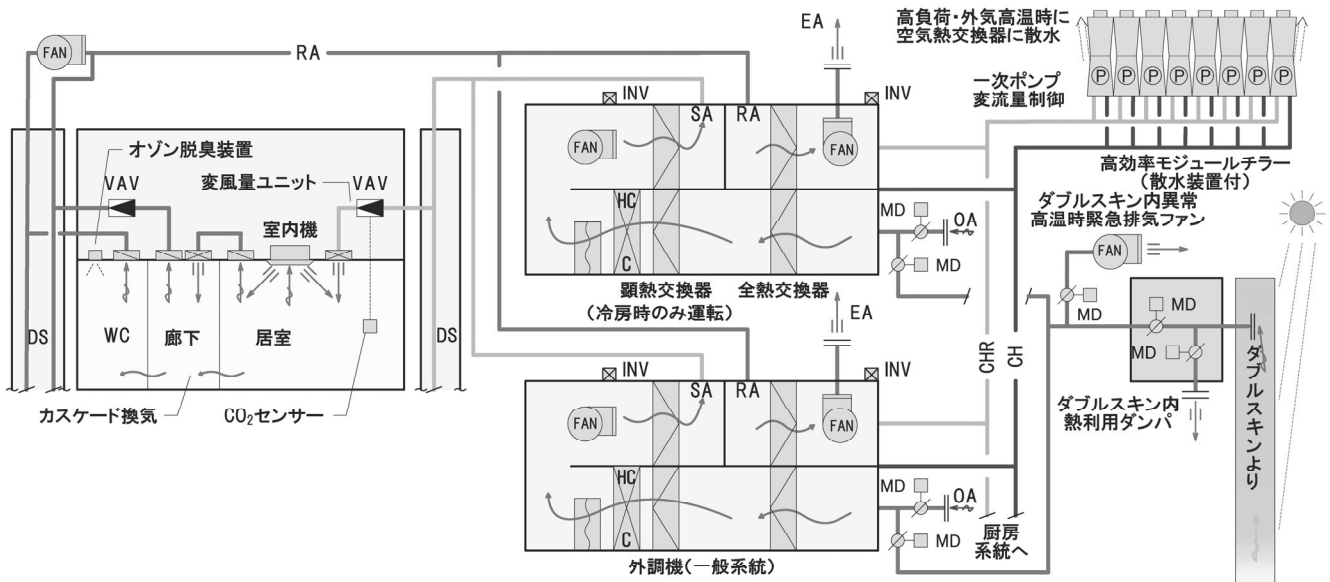 FAN
RA
DS
オゾン脱臭装置
VAV
変風量ユニット
VAV
室内機
WC
廊下
居室
DS
カスケード換気
CO₂センサー
EA
INV
INV
SA
RA
FAN
FAN
HC
C
顕熱交換器
(冷房時のみ運転)
全熱交換器
MD
OA
MD
EA
INV
INV
SA
RA
FAN
FAN
HC
C
外調機(一般系統)
MD
OA
MD
CHR
CH
厨房
系統へ
高負荷・外気高温時に
空気熱交換器に散水
一次ポンプ
変流量制御
P
P
P
P
P
P
P
P
高効率モジュールチラー
(散水装置付)
ダブルスキン内異常
高温時緊急排気ファン
FAN
MD
MD
MD
ダブルスキン内
熱利用ダンパ
ダブルスキンより